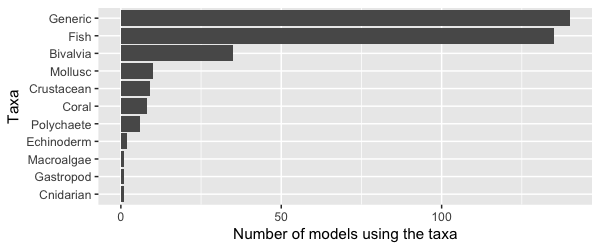 Taxa
Generic
Fish
Bivalvia
Mollusc
Crustacean
Coral
Polychaete
Echinoderm
Macroalgae
Gastropod
Cnidarian
0 50 100
Number of models using the taxa